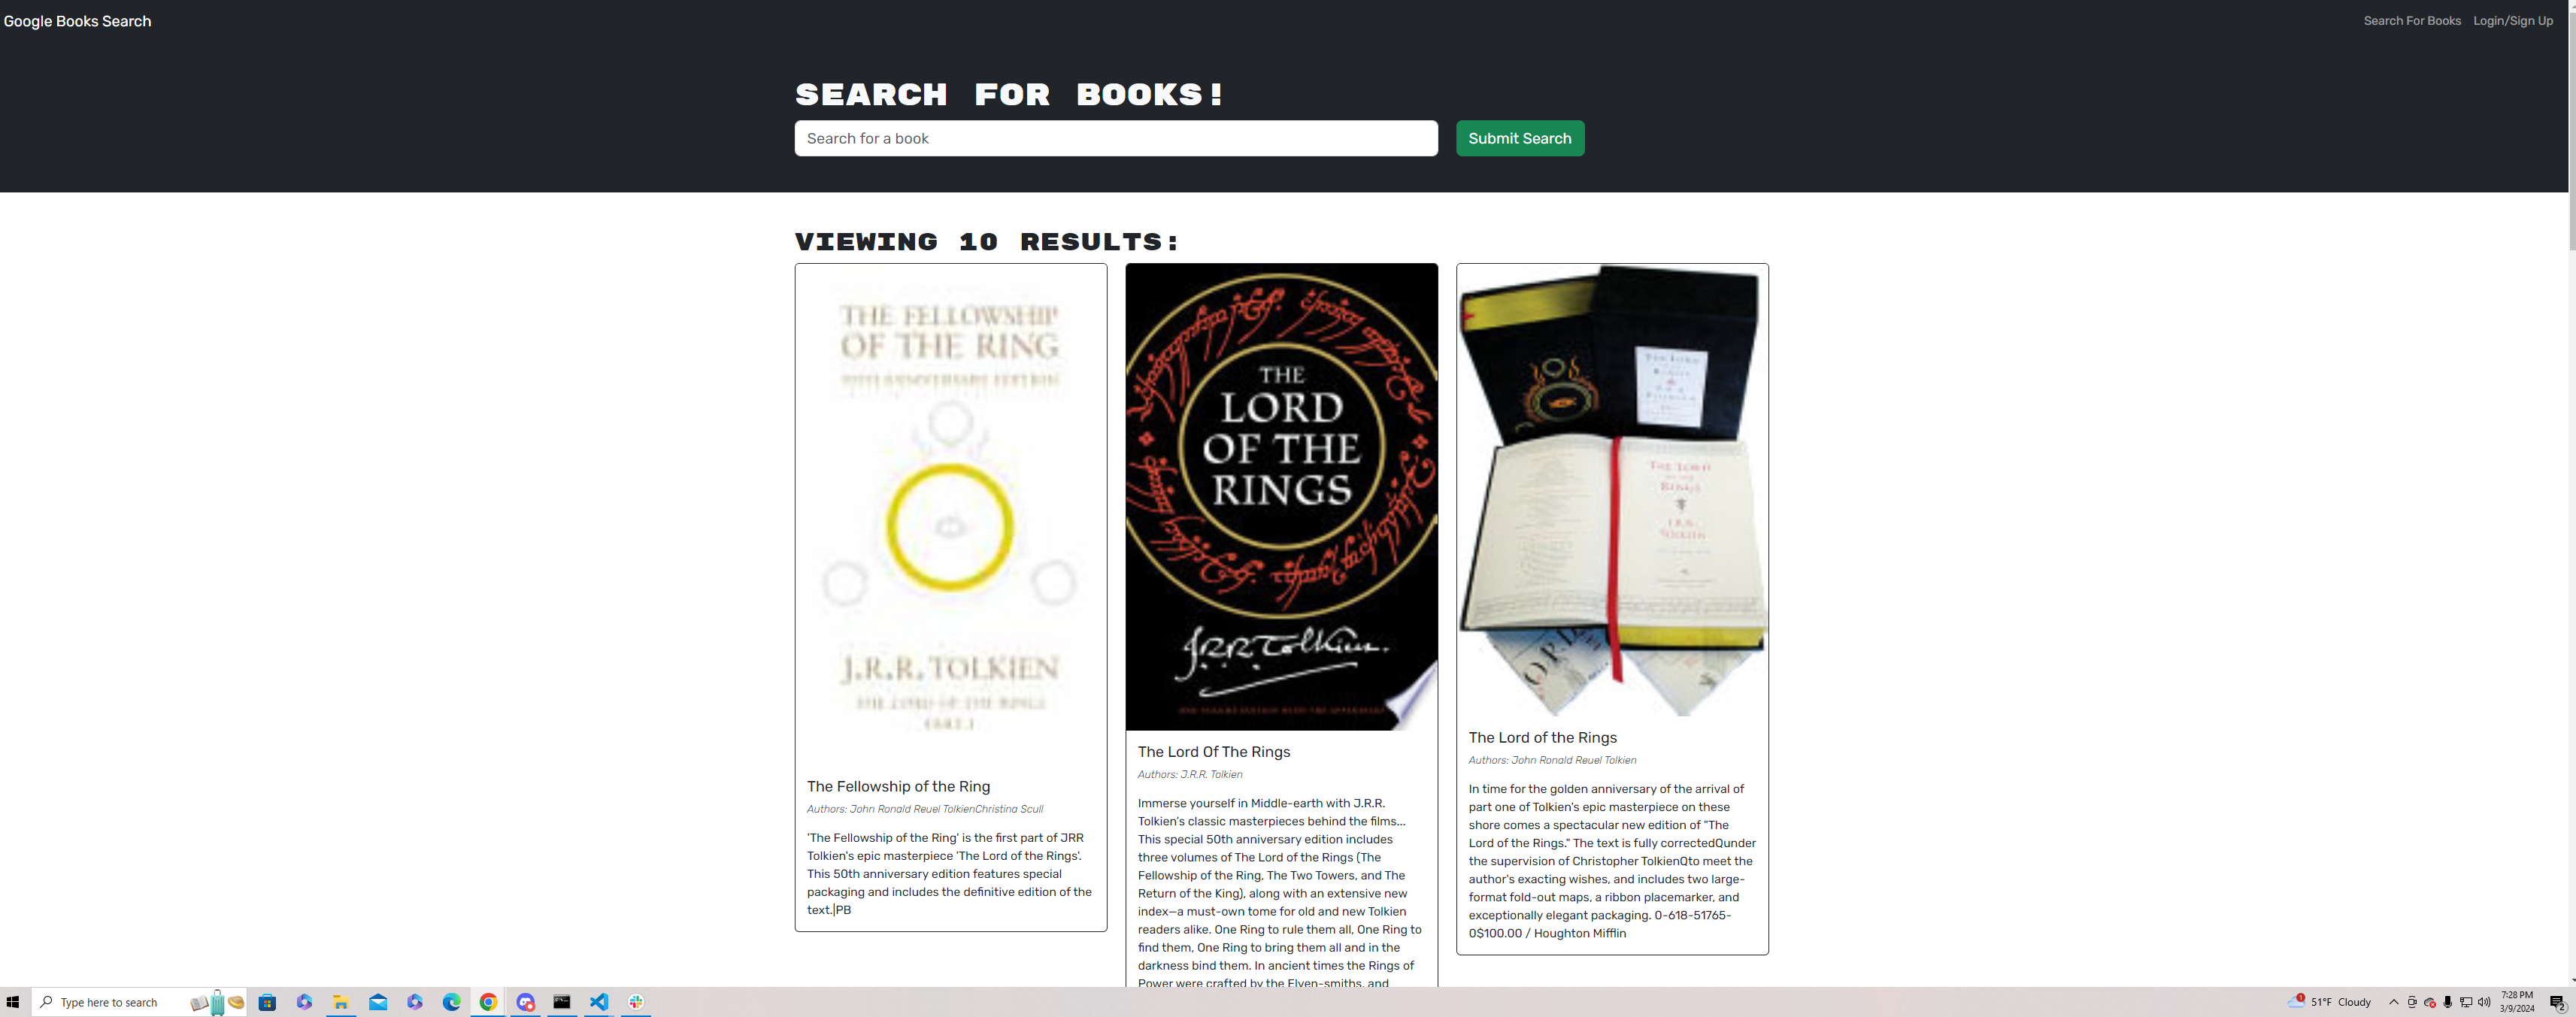 Google Books Search
Search For Books
Login/Sign Up
SEARCH FOR BOOKS!
Search for a book
Submit Search
VIEWING 10 RESULTS:
THE FELLOWSHIP
OF THE RING
50TH ANNIVERSARY EDITION
J.R.R. TOLKIEN
THE LORD OF THE RINGS
PART 1
The Fellowship of the Ring
Authors: John Ronald Reuel TolkienChristina Scull
'The Fellowship of the Ring' is the first part of JRR
Tolkien's epic masterpiece 'The Lord of the Rings'.
This 50th anniversary edition features special
packaging and includes the definitive edition of the
text.|PB
THE
LORD
OF THE
RINGS
J.R.R. Tolkien
The Lord Of The Rings
Authors: J.R.R. Tolkien
Immerse yourself in Middle-earth with J.R.R.
Tolkien's classic masterpieces behind the films...
This special 50th anniversary edition includes
three volumes of The Lord of the Rings (The
Fellowship of the Ring, The Two Towers, and The
Return of the King), along with an extensive new
index—a must-own tome for old and new Tolkien
readers alike. One Ring to rule them all, One Ring to
find them, One Ring to bring them all and in the
darkness bind them. In ancient times the Rings of
Power were crafted by the Elven-smiths, and
THE LORD
RINGS
J.R.R.
TOLKIEN
The Lord of the Rings
Authors: John Ronald Reuel Tolkien
In time for the golden anniversary of the arrival of
part one of Tolkien's epic masterpiece on these
shore comes a spectacular new edition of "The
Lord of the Rings." The text is fully correctedQunder
the supervision of Christopher TolkienQto meet the
author's exacting wishes, and includes two large-
format fold-out maps, a ribbon placemarker, and
exceptionally elegant packaging. 0-618-51765-
0$100.00 / Houghton Mifflin
Type here to search
51°F Cloudy
7:28 PM
3/9/2024
2